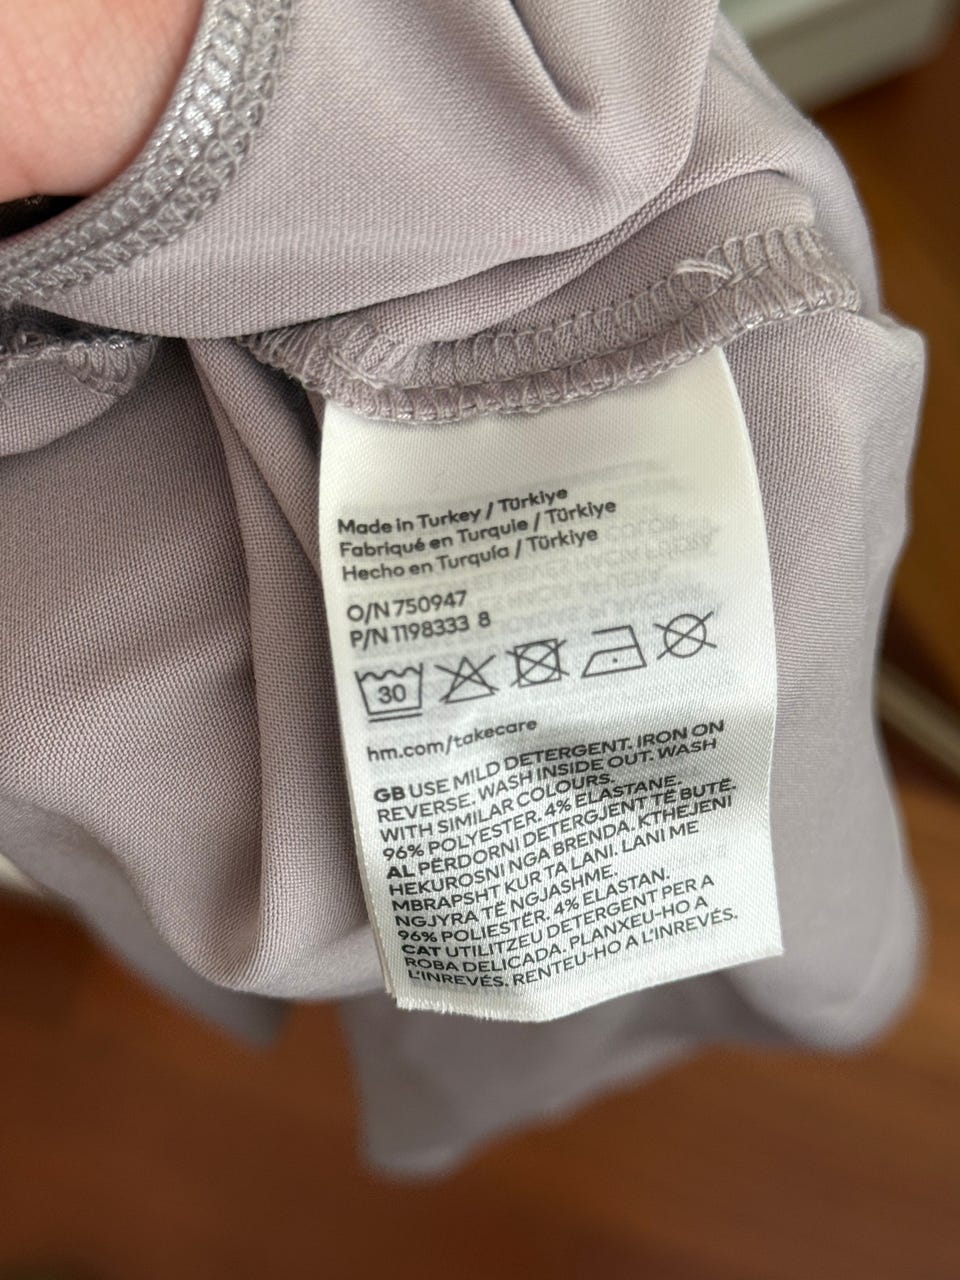 Made in Turkey / Türkiye
Fabriqué en Turquie / Türkiye
Hecho en Turquía / Türkiye
O/N 750947
P/N 1198333 8
30
hm.com/takecare
GB USE MILD DETERGENT. IRON ON
REVERSE. WASH INSIDE OUT. WASH
WITH SIMILAR COLOURS.
96% POLYESTER. 4% ELASTANE.
AL PËRDORNI DETERGJENT TË BUTË.
HEKUROSNI NGA BRENDA. KTHEJENI
MBRAPSHT KUR TA LANI. LANI ME
NGJYRA TË NGJASHME.
96% POLIESTËR. 4% ELASTAN.
CAT UTILITZEU DETERGENT PER A
ROBA DELICADA. PLANXEU-HO A
L'INREVÉS. RENTEU-HO A L'INREVÉS.